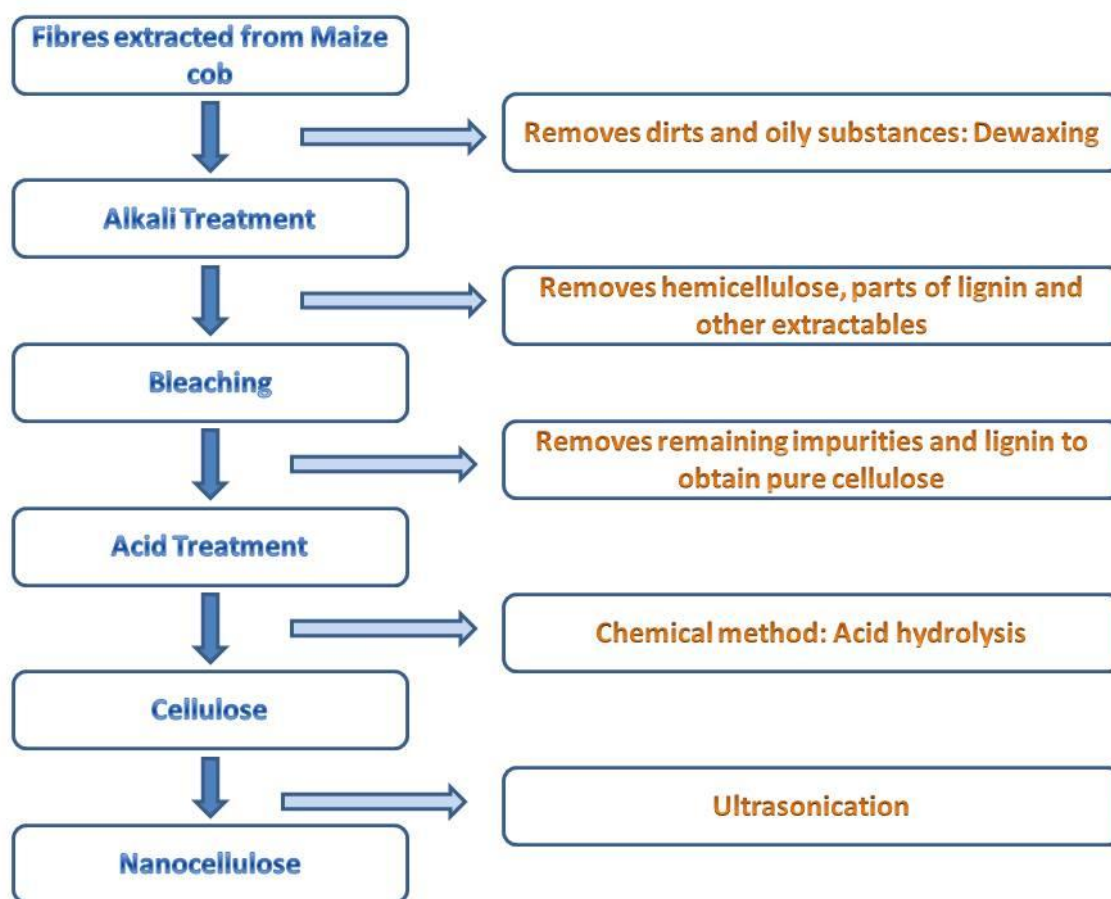 Fibres extracted from Maize
cob
Removes dirts and oily substances: Dewaxing
Alkali Treatment
Removes hemicellulose, parts of lignin and
other extractables
Bleaching
Removes remaining impurities and lignin to
obtain pure cellulose
Acid Treatment
Chemical method: Acid hydrolysis
Cellulose
Ultrasonication
Nanocellulose